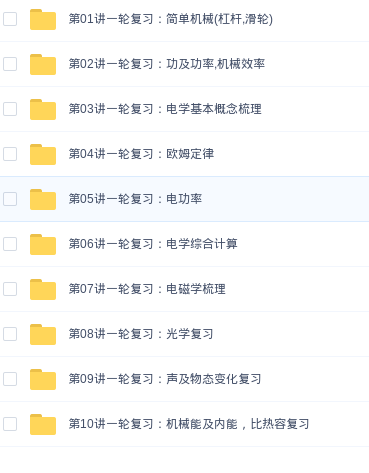 第01讲一轮复习：简单机械(杠杆,滑轮)
第02讲一轮复习：功及功率,机械效率
第03讲一轮复习：电学基本概念梳理
第04讲一轮复习：欧姆定律
第05讲一轮复习：电功率
第06讲一轮复习：电学综合计算
第07讲一轮复习：电磁学梳理
第08讲一轮复习：光学复习
第09讲一轮复习：声及物态变化复习
第10讲一轮复习：机械能及内能，比热容复习